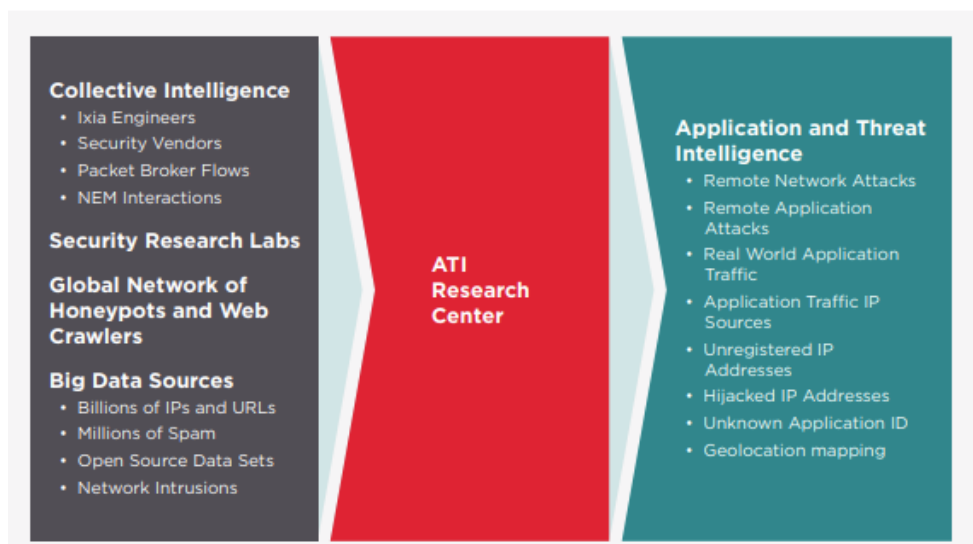 Collective Intelligence
• Ixia Engineers
• Security Vendors
• Packet Broker Flows
• NEM Interactions
Security Research Labs
Global Network of
Honeypots and Web
Crawlers
Big Data Sources
• Billions of IPs and URLs
• Millions of Spam
• Open Source Data Sets
• Network Intrusions
ATI
Research
Center
Application and Threat
Intelligence
• Remote Network Attacks
• Remote Application
Attacks
• Real World Application
Traffic
• Application Traffic IP
Sources
• Unregistered IP
Addresses
• Hijacked IP Addresses
• Unknown Application ID
• Geolocation mapping